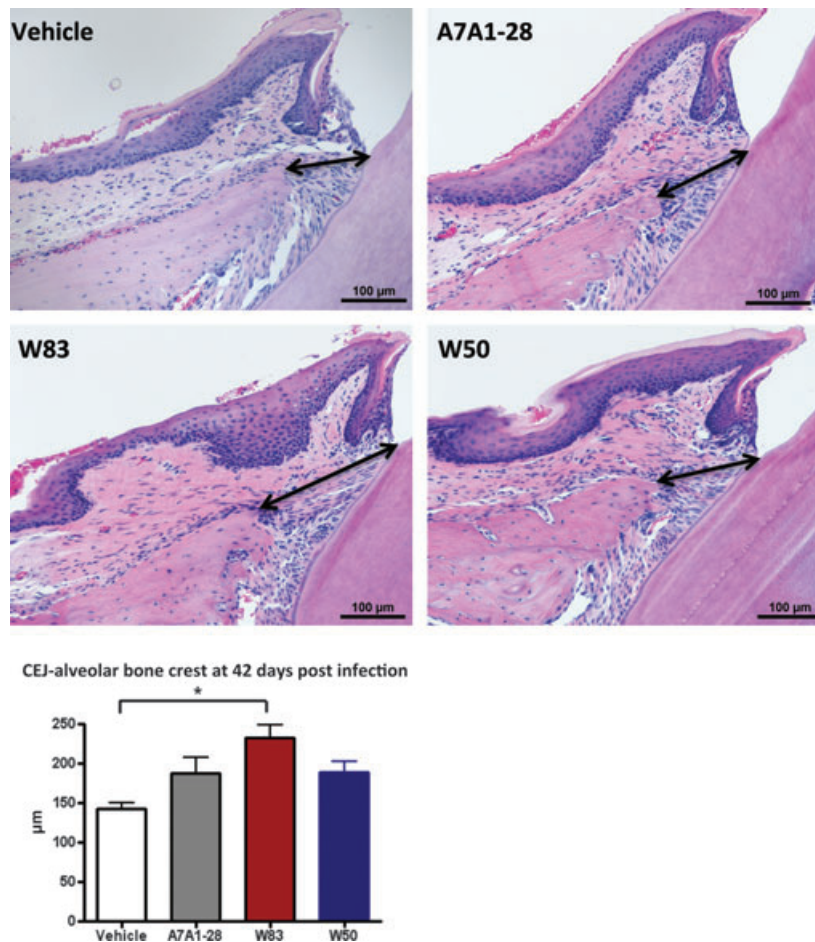 Vehicle
A7A1-28
100 µm
100 µm
W83
W50
100 µm
100 µm
CEJ-alveolar bone crest at 42 days post infection
*
250
200
150
100
50
0
µm
Vehicle
A7A1-28
W83
W50